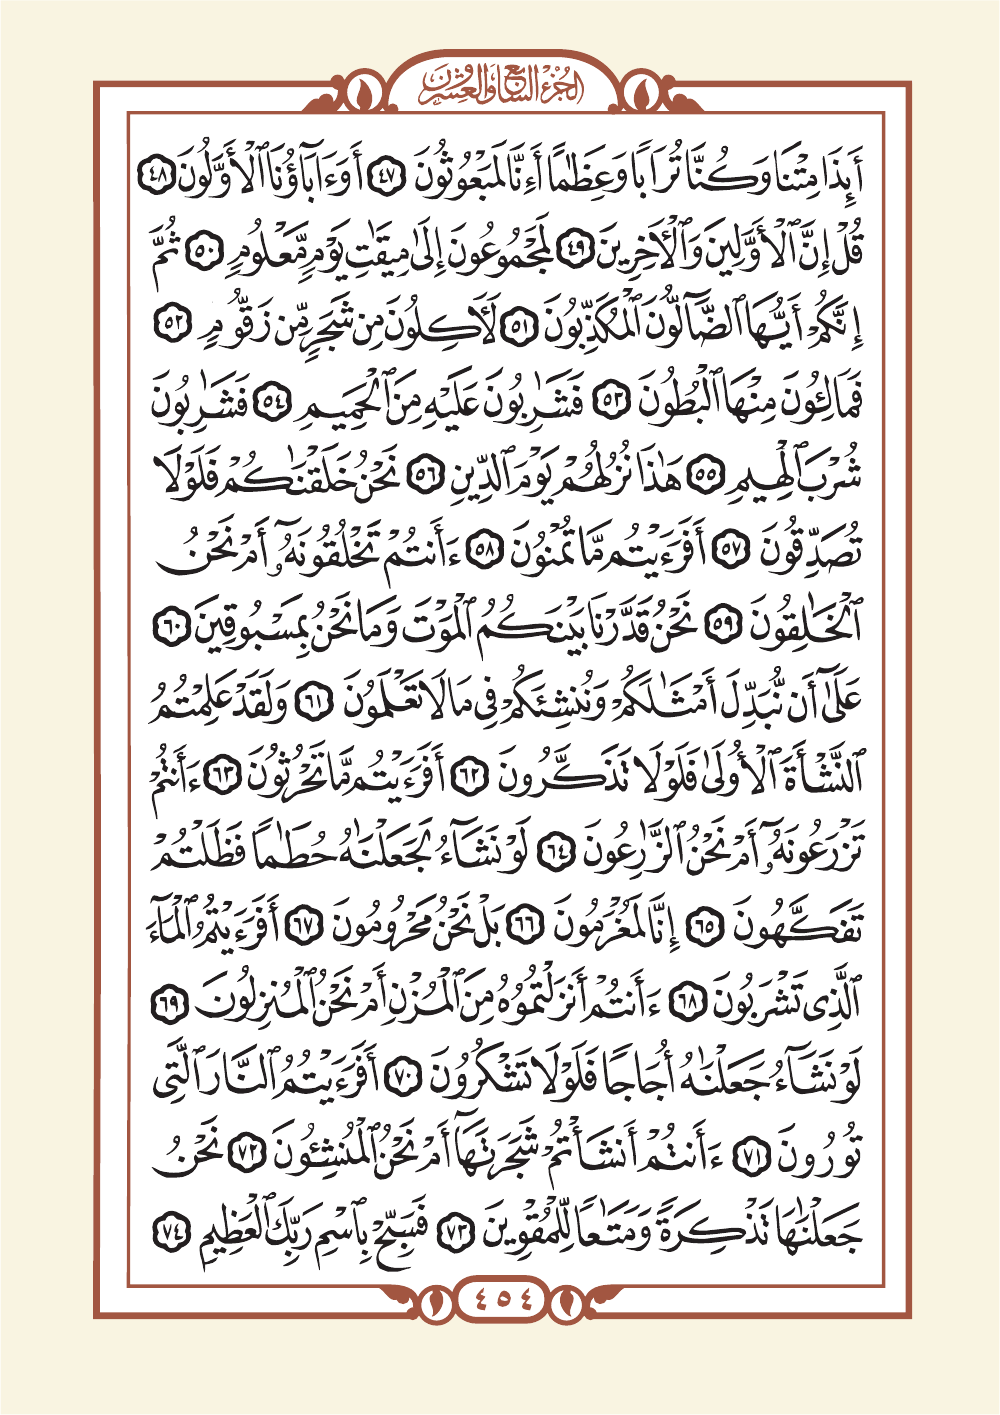 الجزء السابع والعشرون
أَىِٕذَا مِتْنَا وَكُنَّا تُرَابًا وَعِظَٰمًا أَءِنَّا لَمَبْعُوثُونَ ٤٧ أَوَءَابَآؤُنَا ٱلْأَوَّلُونَ ٤٨
قُلْ إِنَّ ٱلْأَوَّلِينَ وَٱلْأَخِرِينَ ٤٩ لَمَجْمُوعُونَ إِلَىٰ مِيقَٰتِ يَوْمٍ مَّعْلُومٍ ٥٠ ثُمَّ
إِنَّكُمْ أَيُّهَا ٱلضَّآلُّونَ ٱلْمُكَذِّبُونَ ٥١ لَأَكِلُونَ مِن شَجَرٍ مِّن زَقُّومٍ ٥٢
فَمَالِـُٔونَ مِنْهَا ٱلْبُطُونَ ٥٣ فَشَٰرِبُونَ عَلَيْهِ مِنَ ٱلْحَمِيمِ ٥٤ فَشَٰرِبُونَ
شُرْبَ ٱلْهِيمِ ٥٥ هَٰذَا نُزُلُهُمْ يَوْمَ ٱلدِّينِ ٥٦ نَحْنُ خَلَقْنَٰكُمْ فَلَوْلَا
تُصَدِّقُونَ ٥٧ أَفَرَءَيْتُم مَّا تُمْنُونَ ٥٨ ءَأَنتُمْ تَخْلُقُونَهُۥٓ أَمْ نَحْنُ
ٱلْخَٰلِقُونَ ٥٩ نَحْنُ قَدَّرْنَا بَيْنَكُمُ ٱلْمَوْتَ وَمَا نَحْنُ بِمَسْبُوقِينَ ٦٠
عَلَىٰٓ أَن نُّبَدِّلَ أَمْثَٰلَكُمْ وَنُنشِئَكُمْ فِى مَا لَا تَعْلَمُونَ ٦١ وَلَقَدْ عَلِمْتُمُ
ٱلنَّشْأَةَ ٱلْأُولَىٰ فَلَوْلَا تَذَكَّرُونَ ٦٢ أَفَرَءَيْتُم مَّا تَحْرُثُونَ ٦٣ ءَأَنتُمْ
تَزْرَعُونَهُۥٓ أَمْ نَحْنُ ٱلزَّٰرِعُونَ ٦٤ لَوْ نَشَآءُ لَجَعَلْنَٰهُ حُطَٰمًا فَظَلْتُمْ
تَفَكَّهُونَ ٦٥ إِنَّا لَمُغْرَمُونَ ٦٦ بَلْ نَحْنُ مَحْرُومُونَ ٦٧ أَفَرَءَيْتُمُ ٱلْمَآءَ
ٱلَّذِى تَشْرَبُونَ ٦٨ ءَأَنتُمْ أَنزَلْتُمُوهُ مِنَ ٱلْمُزْنِ أَمْ نَحْنُ ٱلْمُنزِلُونَ ٦٩
لَوْ نَشَآءُ جَعَلْنَٰهُ أُجَاجًا فَلَوْلَا تَشْكُرُونَ ٧٠ أَفَرَءَيْتُمُ ٱلنَّارَ ٱلَّتِى
تُورُونَ ٧١ ءَأَنتُمْ أَنشَأْتُمْ شَجَرَتَهَآ أَمْ نَحْنُ ٱلْمُنشِـُٔونَ ٧٢ نَحْنُ
جَعَلْنَٰهَا تَذْكِرَةً وَمَتَٰعًا لِّلْمُقْوِينَ ٧٣ فَسَبِّحْ بِٱسْمِ رَبِّكَ ٱلْعَظِيمِ ٧٤
٤٥٤